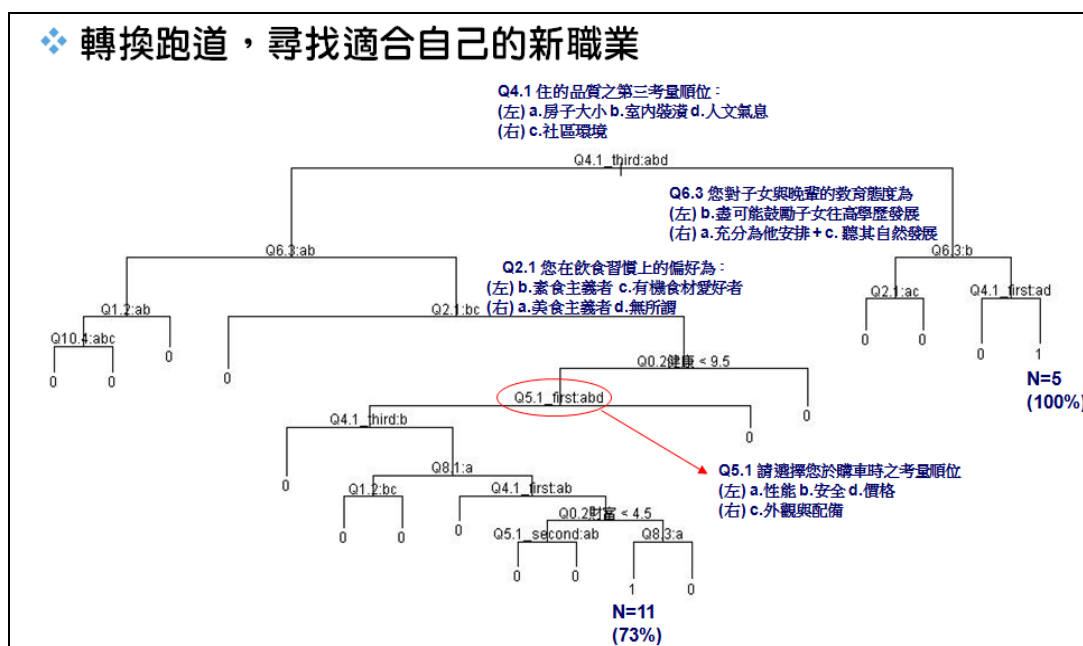 轉換跑道,尋找適合自己的新職業
Q4.1 住的品質之第三考量順位:
(左) a.房子大小 b.室內裝潢 d.人文氣息
(右) c.社區環境
Q4.1_third:abd
Q6.3 您對子女與晚輩的教育態度為
(左) b.盡可能鼓勵子女往高學歷發展
(右) a.充分為他安排 + c. 聽其自然發展
Q6.3:ab
Q6.3:b
Q2.1 您在飲食習慣上的偏好為:
(左) b.素食主義者 c.有機食材愛好者
(右) a.美食主義者 d.無所謂
Q1.2:ab
Q2.1:bc
Q2.1:ac
Q4.1_first:ad
Q10.4:abc
0
0
0
0
0
0
0
1
N=5
(100%)
Q0.2健康 < 9.5
Q5.1_first:abd
0
Q4.1_third:b
0
Q5.1 請選擇您於購車時之考量順位
(左) a.性能 b.安全 d.價格
(右) c.外觀與配備
0
Q8.1:a
Q1.2:bc
Q4.1_first:ab
0
0
0
Q0.2財富 < 4.5
Q5.1_second:ab
Q8.3:a
0
0
1
0
N=11
(73%)